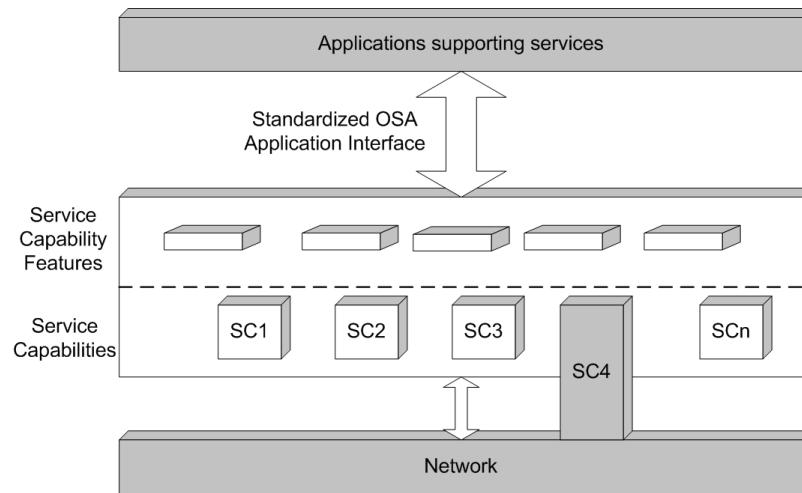 Applications supporting services
Standardized OSA
Application Interface
Service
Capability
Features
Service
Capabilities
SC1
SC2
SC3
SC4
SCn
Network